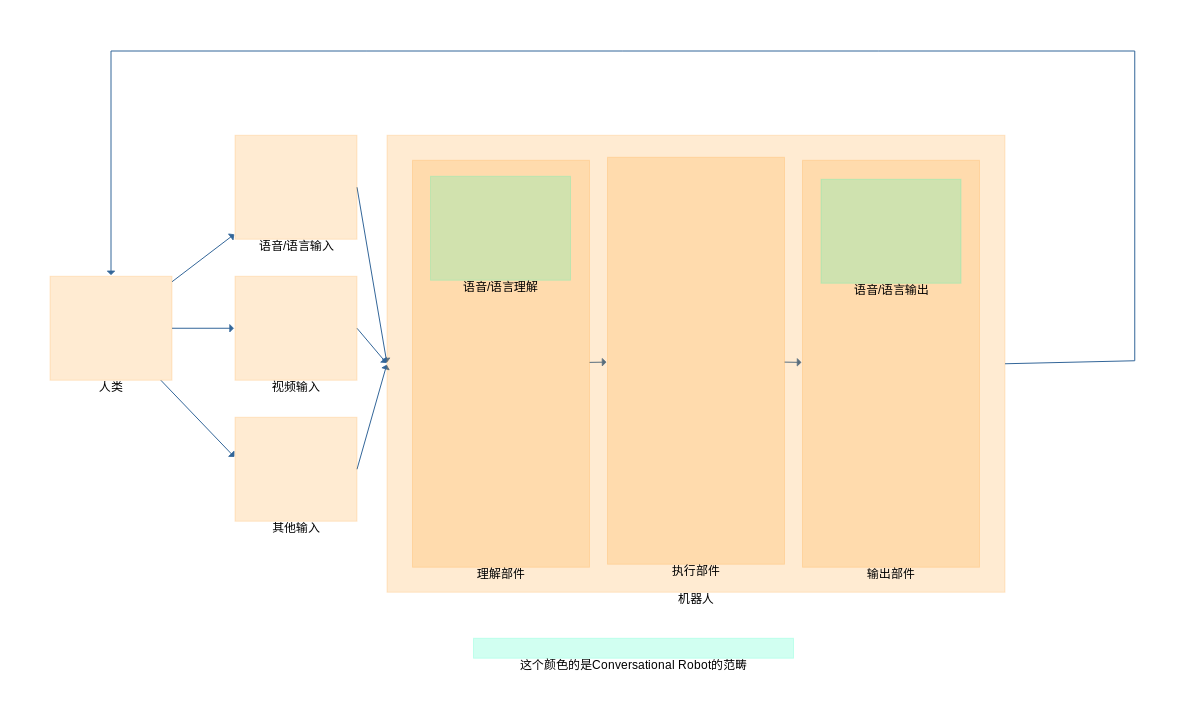 语音/语言输入
语音/语言理解
语音/语言输出
人类
视频输入
其他输入
理解部件
执行部件
输出部件
机器人
这个颜色的是Conversational Robot的范畴